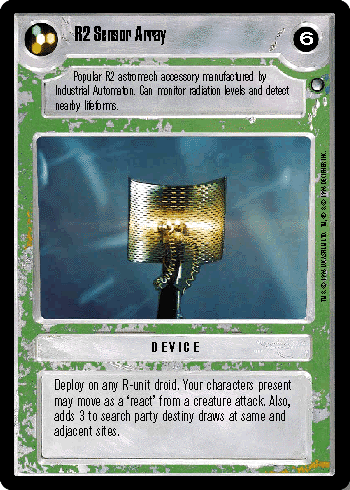 R2 Sensor Array
6
Popular R2 astromech accessory manufactured by
Industrial Automaton. Can monitor radiation levels and detect
nearby lifeforms.
DEVICE
Deploy on any R-unit droid. Your characters present
may move as a 'react' from a creature attack. Also,
adds 3 to search party destiny draws at same and
adjacent sites.